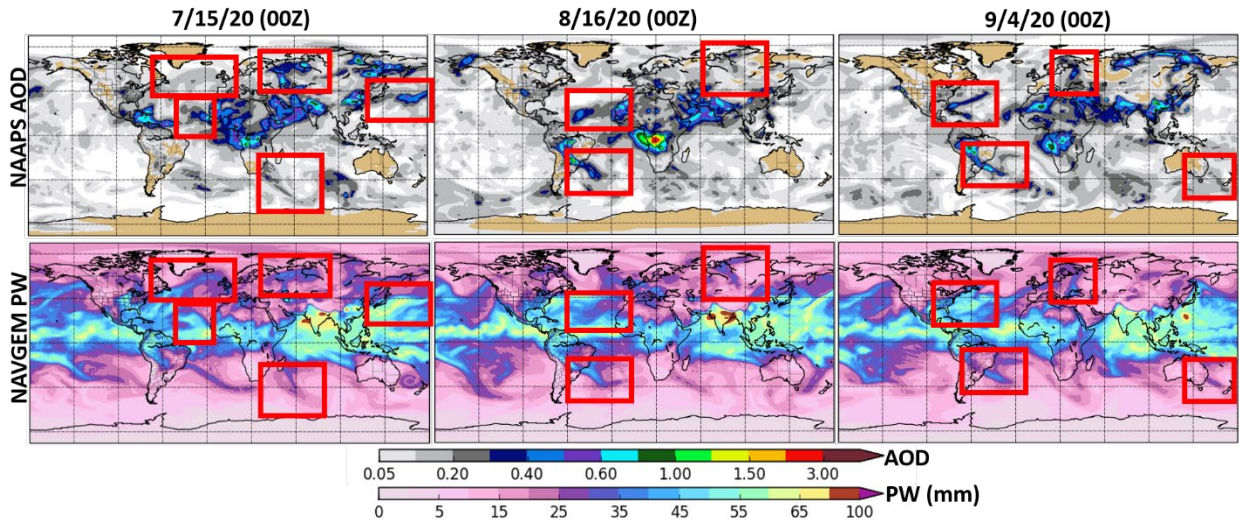 7/15/20 (00Z) 8/16/20 (00Z) 9/4/20 (00Z)
NAAPS AOD
NAVGEM PW
AOD
0.05 0.20 0.40 0.60 1.00 1.50 3.00
PW (mm)
0 5 15 25 35 45 55 65 100